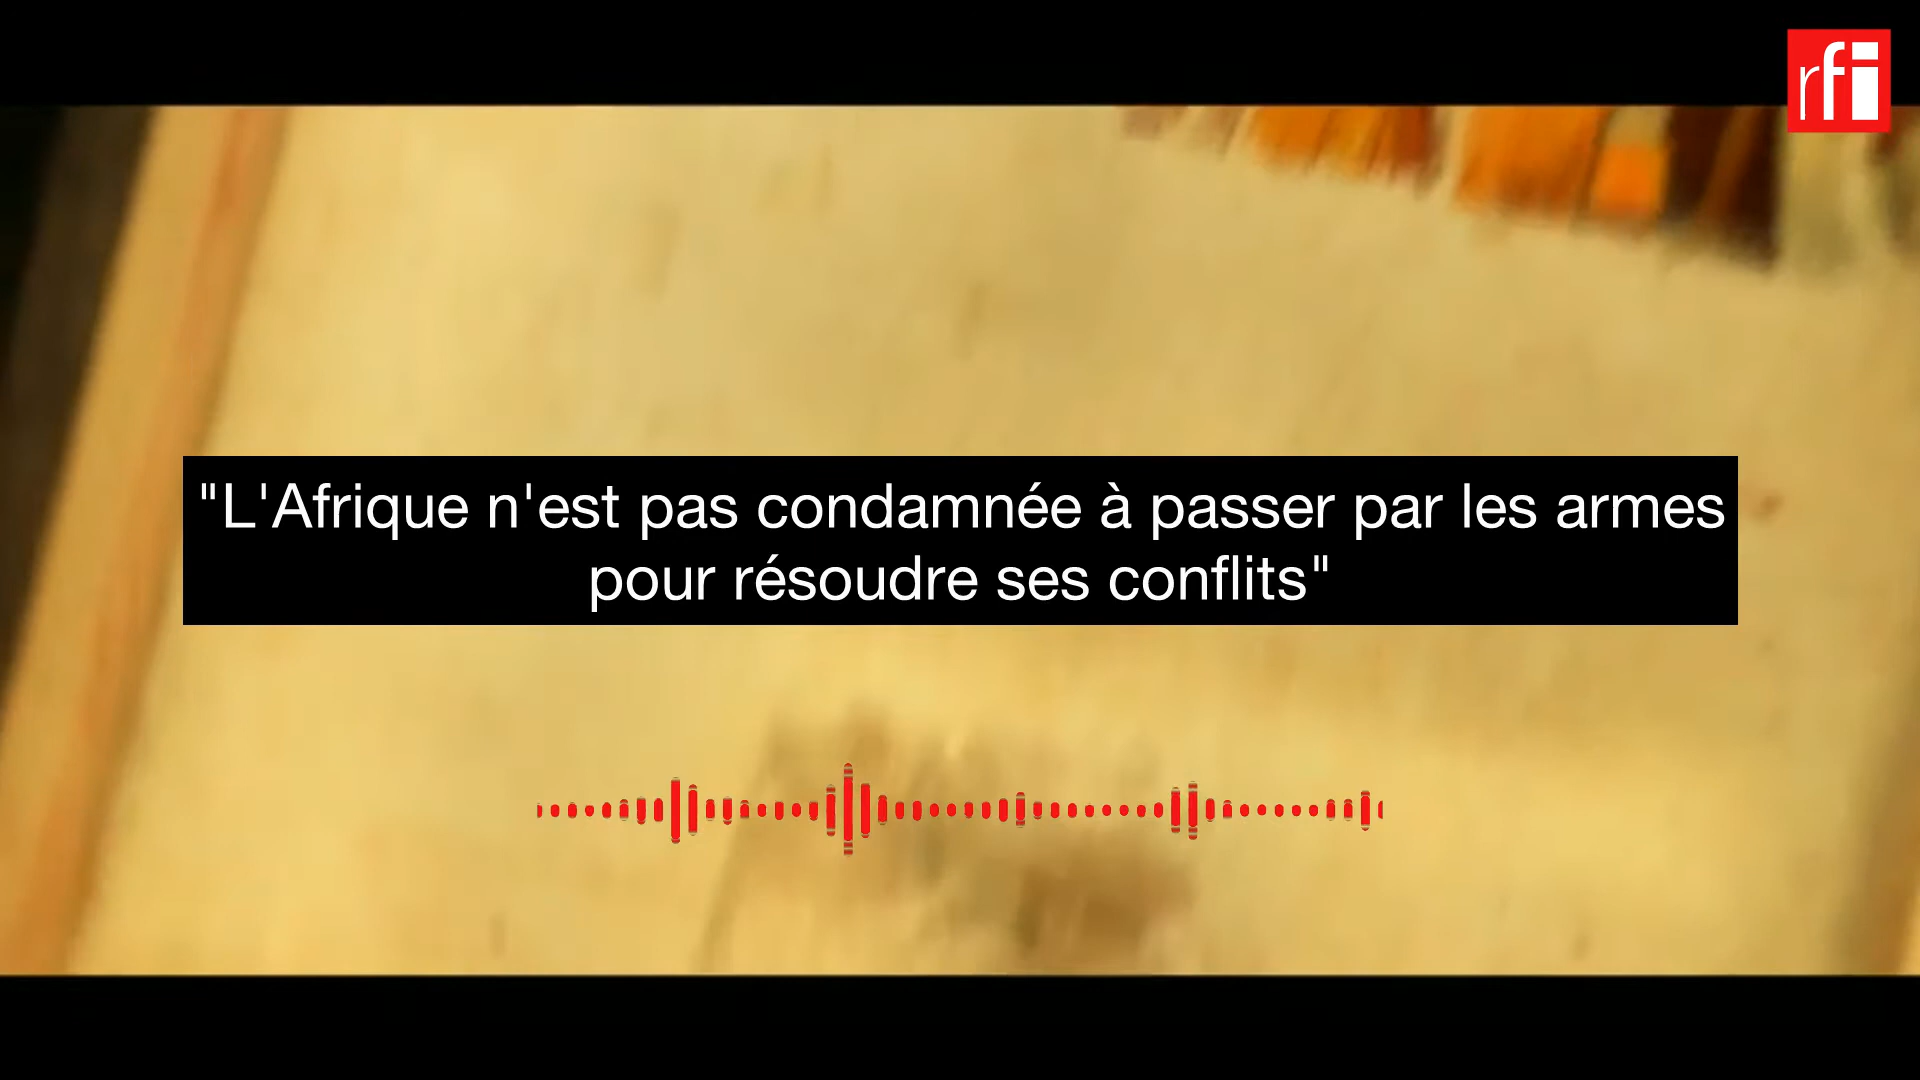 rfi
"L'Afrique n'est pas condamnée à passer par les armes
pour résoudre ses conflits"